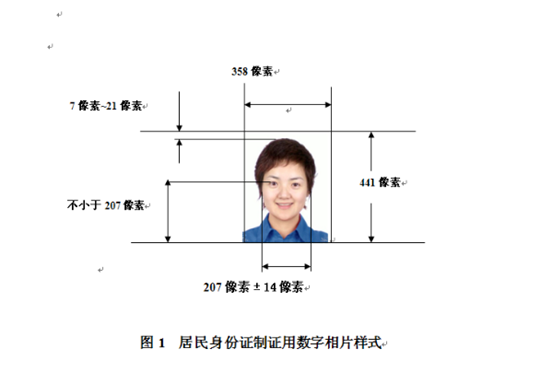 358 像素
7 像素~21 像素
441 像素
不小于 207 像素
207 像素 ± 14 像素
图 1 居民身份证制证用数字相片样式